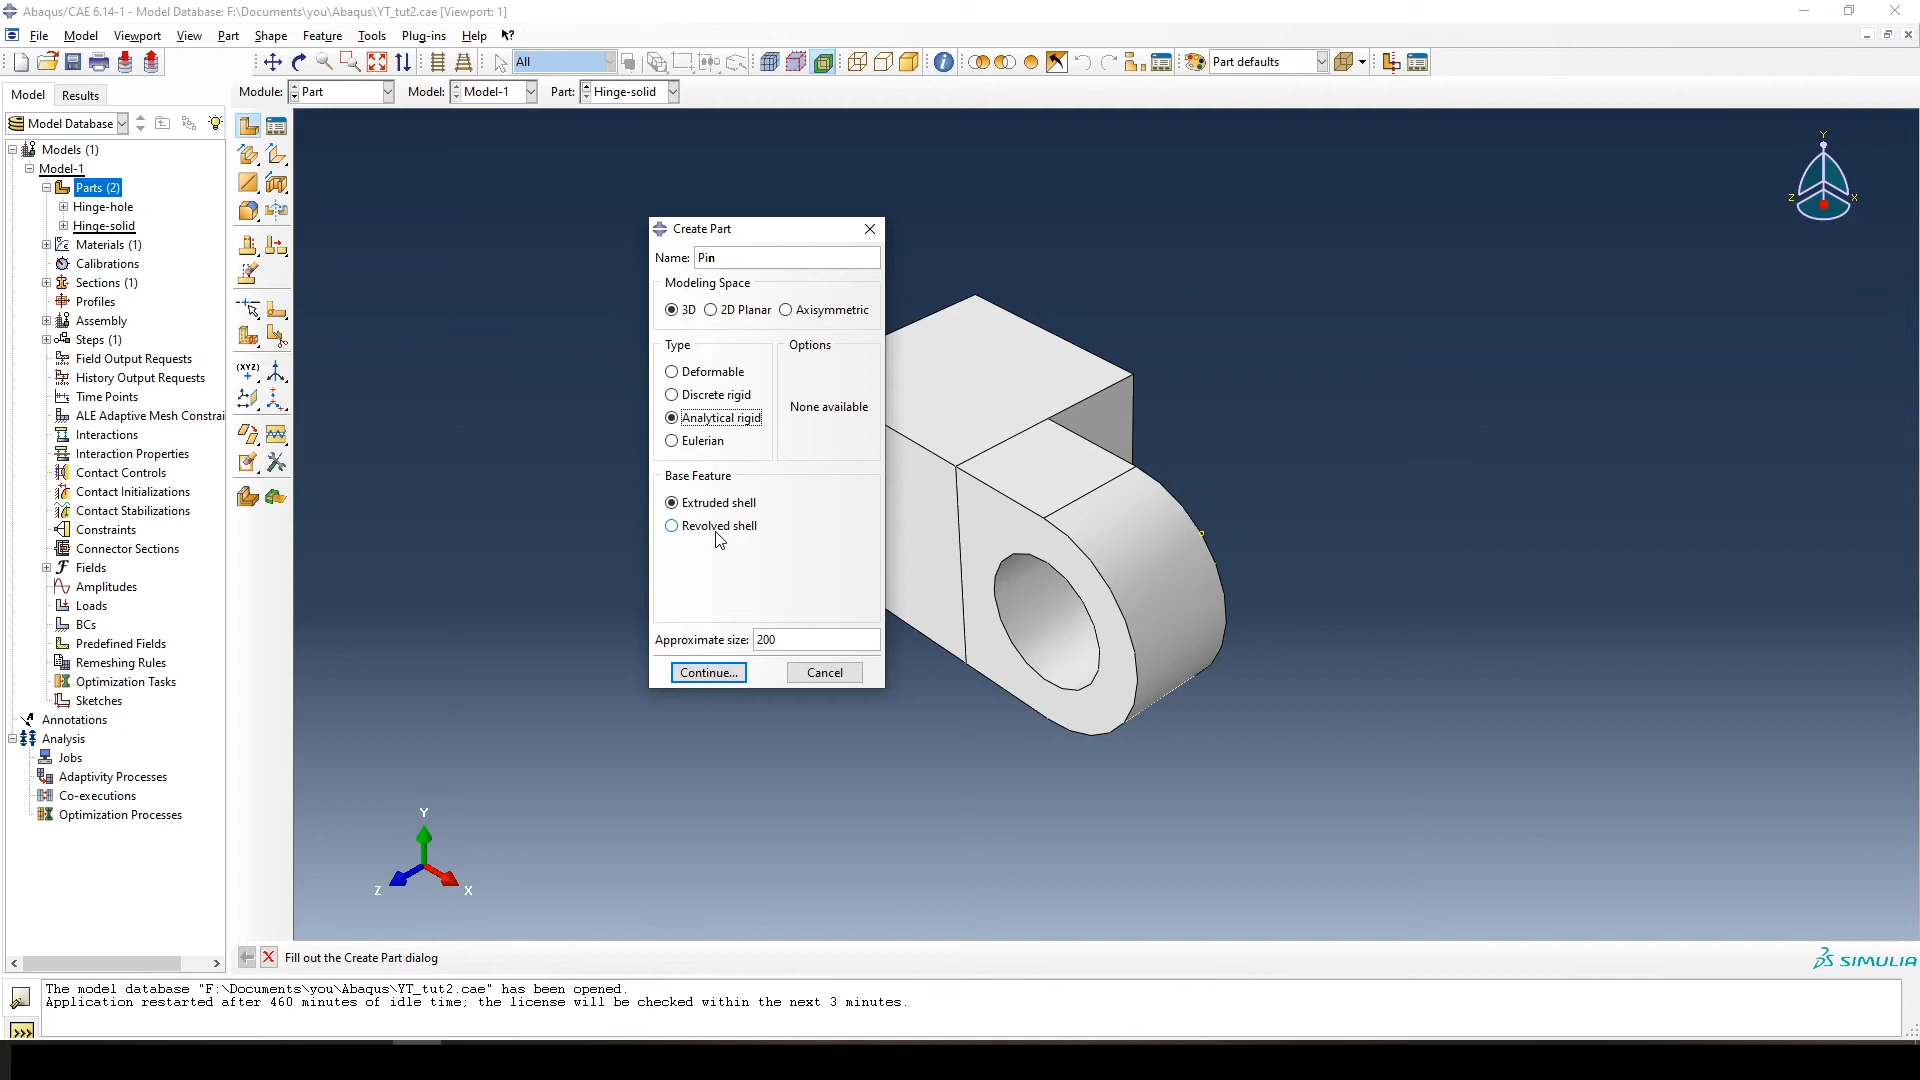 Abaqus/CAE 6.14-1 - Model Database: F:\Documents\you\Abaqus\YT_tut2.cae [Viewport: 1]
File Model Viewport View Part Shape Feature Tools Plug-ins Help
All
Part defaults
Model Results
Module: Part Model: Model-1 Part: Hinge-solid
Model Database
Models (1)
Model-1
Parts (2)
Hinge-hole
Hinge-solid
Materials (1)
Calibrations
Sections (1)
Profiles
Assembly
Steps (1)
Field Output Requests
History Output Requests
Time Points
ALE Adaptive Mesh Constrai
Interactions
Interaction Properties
Contact Controls
Contact Initializations
Contact Stabilizations
Constraints
Connector Sections
Fields
Amplitudes
Loads
BCs
Predefined Fields
Remeshing Rules
Optimization Tasks
Sketches
Annotations
Analysis
Jobs
Adaptivity Processes
Co-executions
Optimization Processes
(XYZ)
Create Part
Name: Pin
Modeling Space
3D 2D Planar Axisymmetric
Type
Deformable
Discrete rigid
Analytical rigid
Eulerian
Options
None available
Base Feature
Extruded shell
Revolved shell
Approximate size: 200
Continue... Cancel
Y
Z X
Y
Z X
Fill out the Create Part dialog
SIMULIA
The model database "F:\Documents\you\Abaqus\YT_tut2.cae" has been opened.
Application restarted after 460 minutes of idle time; the license will be checked within the next 3 minutes.
>>>